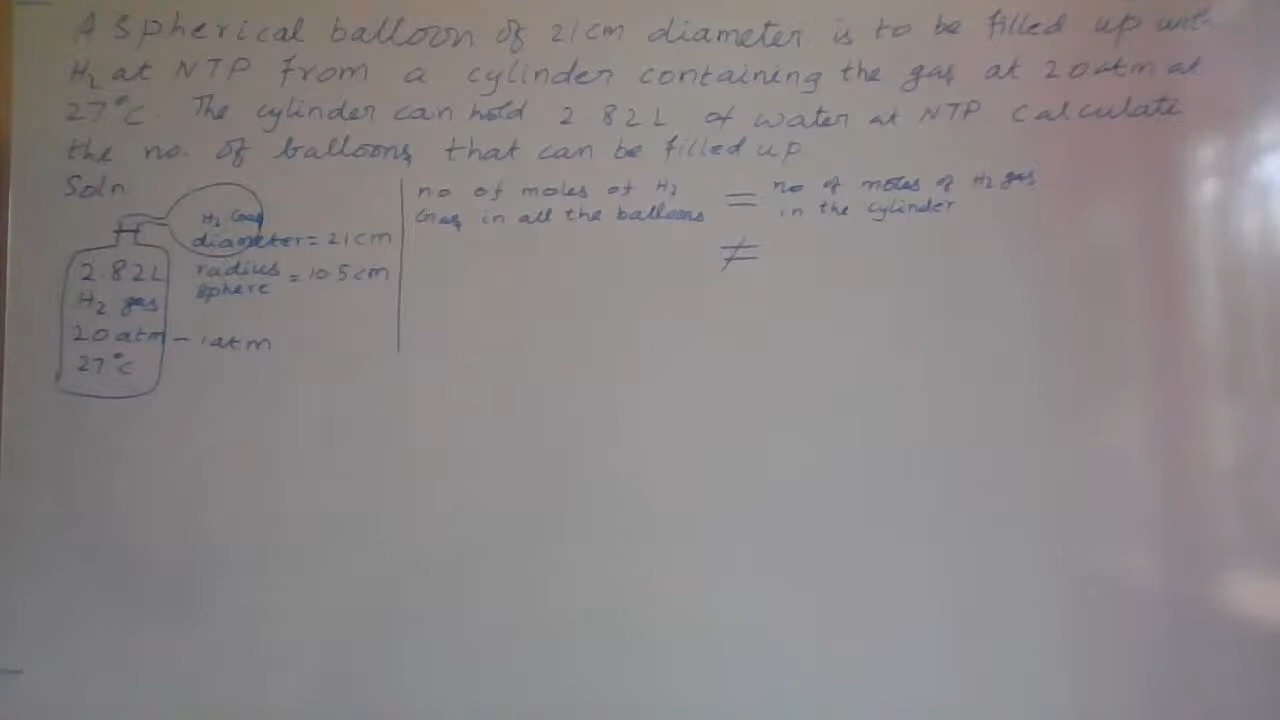 A spherical balloon of 21cm diameter is to be filled up with
H₂ at NTP from a cylinder containing the gas at 20atm at
27°C. The cylinder can hold 2 82L of water at NTP Calculate
the no. of balloons that can be filled up
Soln
H₂ Gas
diameter = 21cm
radius
sphere = 10.5cm
2.82L
H₂ gas
20atm - 1atm
27°C
no of moles of H₂
Gas in all the balloons
=
no of moles of H₂ gas
in the cylinder
≠